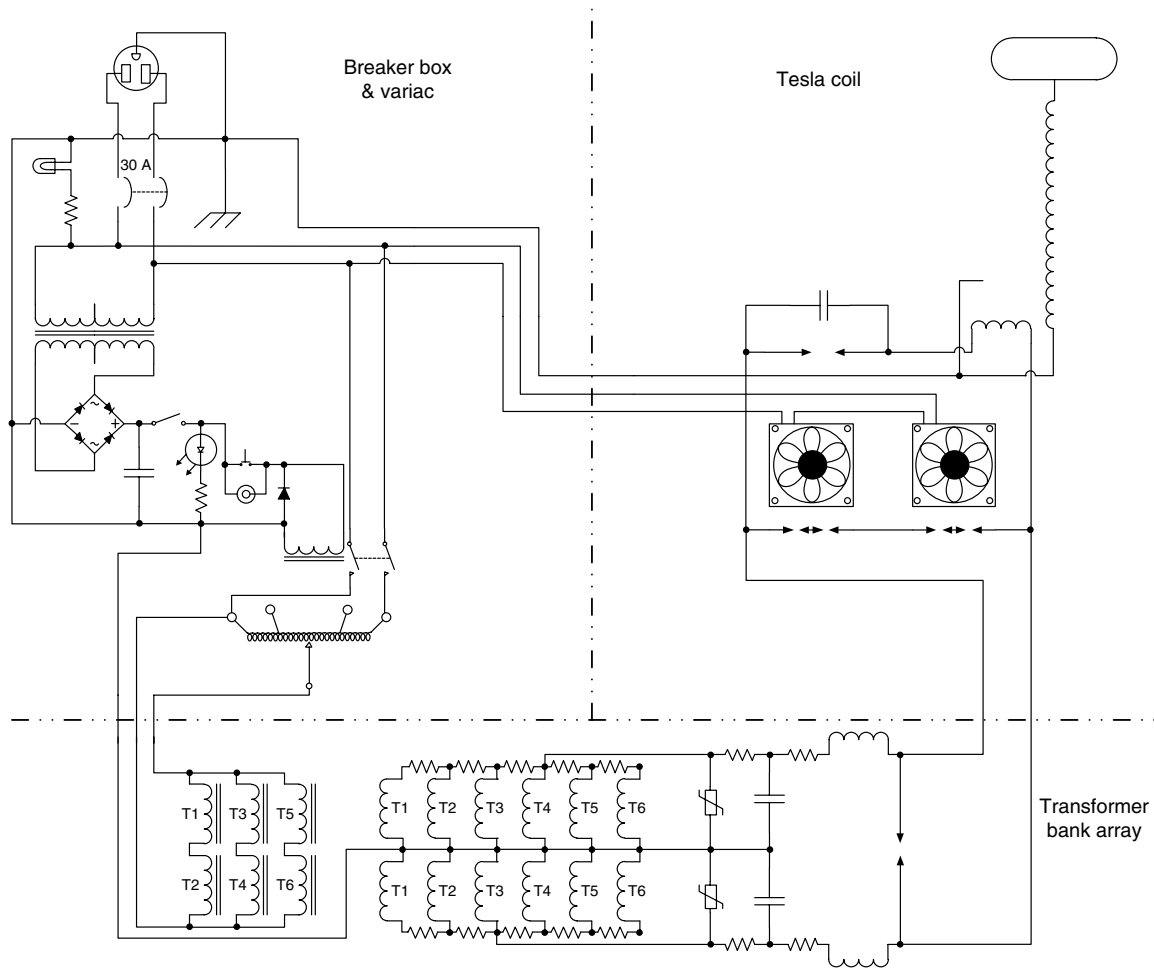 Breaker box
& variac
Tesla coil
30 A
~
− +
~
T1 T3 T5
T2 T4 T6
T1 T2 T3 T4 T5 T6
T1 T2 T3 T4 T5 T6
Transformer
bank array